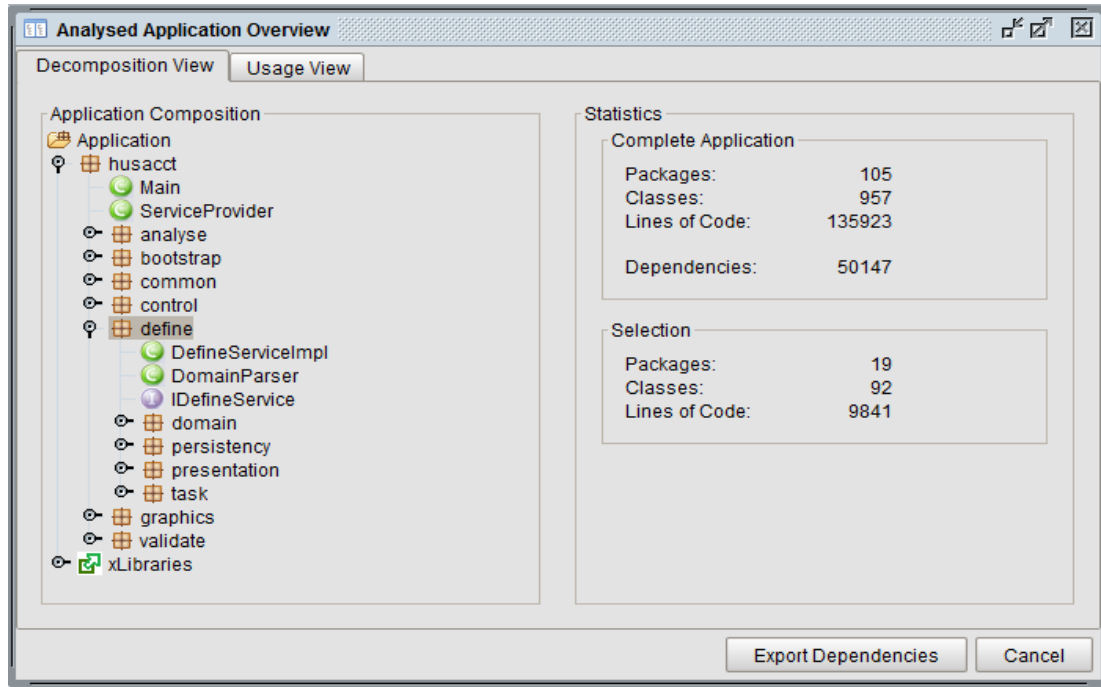 Analysed Application Overview
Decomposition View
Usage View
Application Composition
Application
husacct
Main
ServiceProvider
analyse
bootstrap
common
control
define
DefineServiceImpl
DomainParser
IDefineService
domain
persistency
presentation
task
graphics
validate
xLibraries
Statistics
Complete Application
Packages: 105
Classes: 957
Lines of Code: 135923
Dependencies: 50147
Selection
Packages: 19
Classes: 92
Lines of Code: 9841
Export Dependencies
Cancel